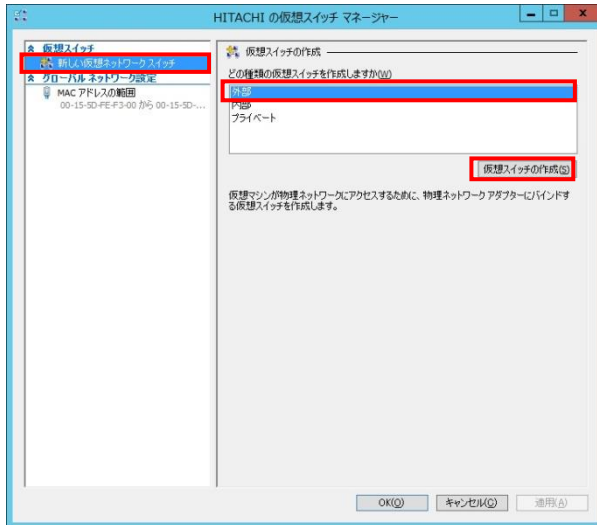 HITACHI の仮想スイッチ マネージャー
仮想スイッチ
新しい仮想ネットワーク スイッチ
グローバル ネットワーク設定
MAC アドレスの範囲
00-15-5D-FE-F3-00 から 00-15-5D-...
仮想スイッチの作成
どの種類の仮想スイッチを作成しますか(W)
外部
内部
プライベート
仮想スイッチの作成(S)
仮想マシンが物理ネットワークにアクセスするために、物理ネットワーク アダプターにバインドす
る仮想スイッチを作成します。
OK(O)
キャンセル(C)
適用(A)